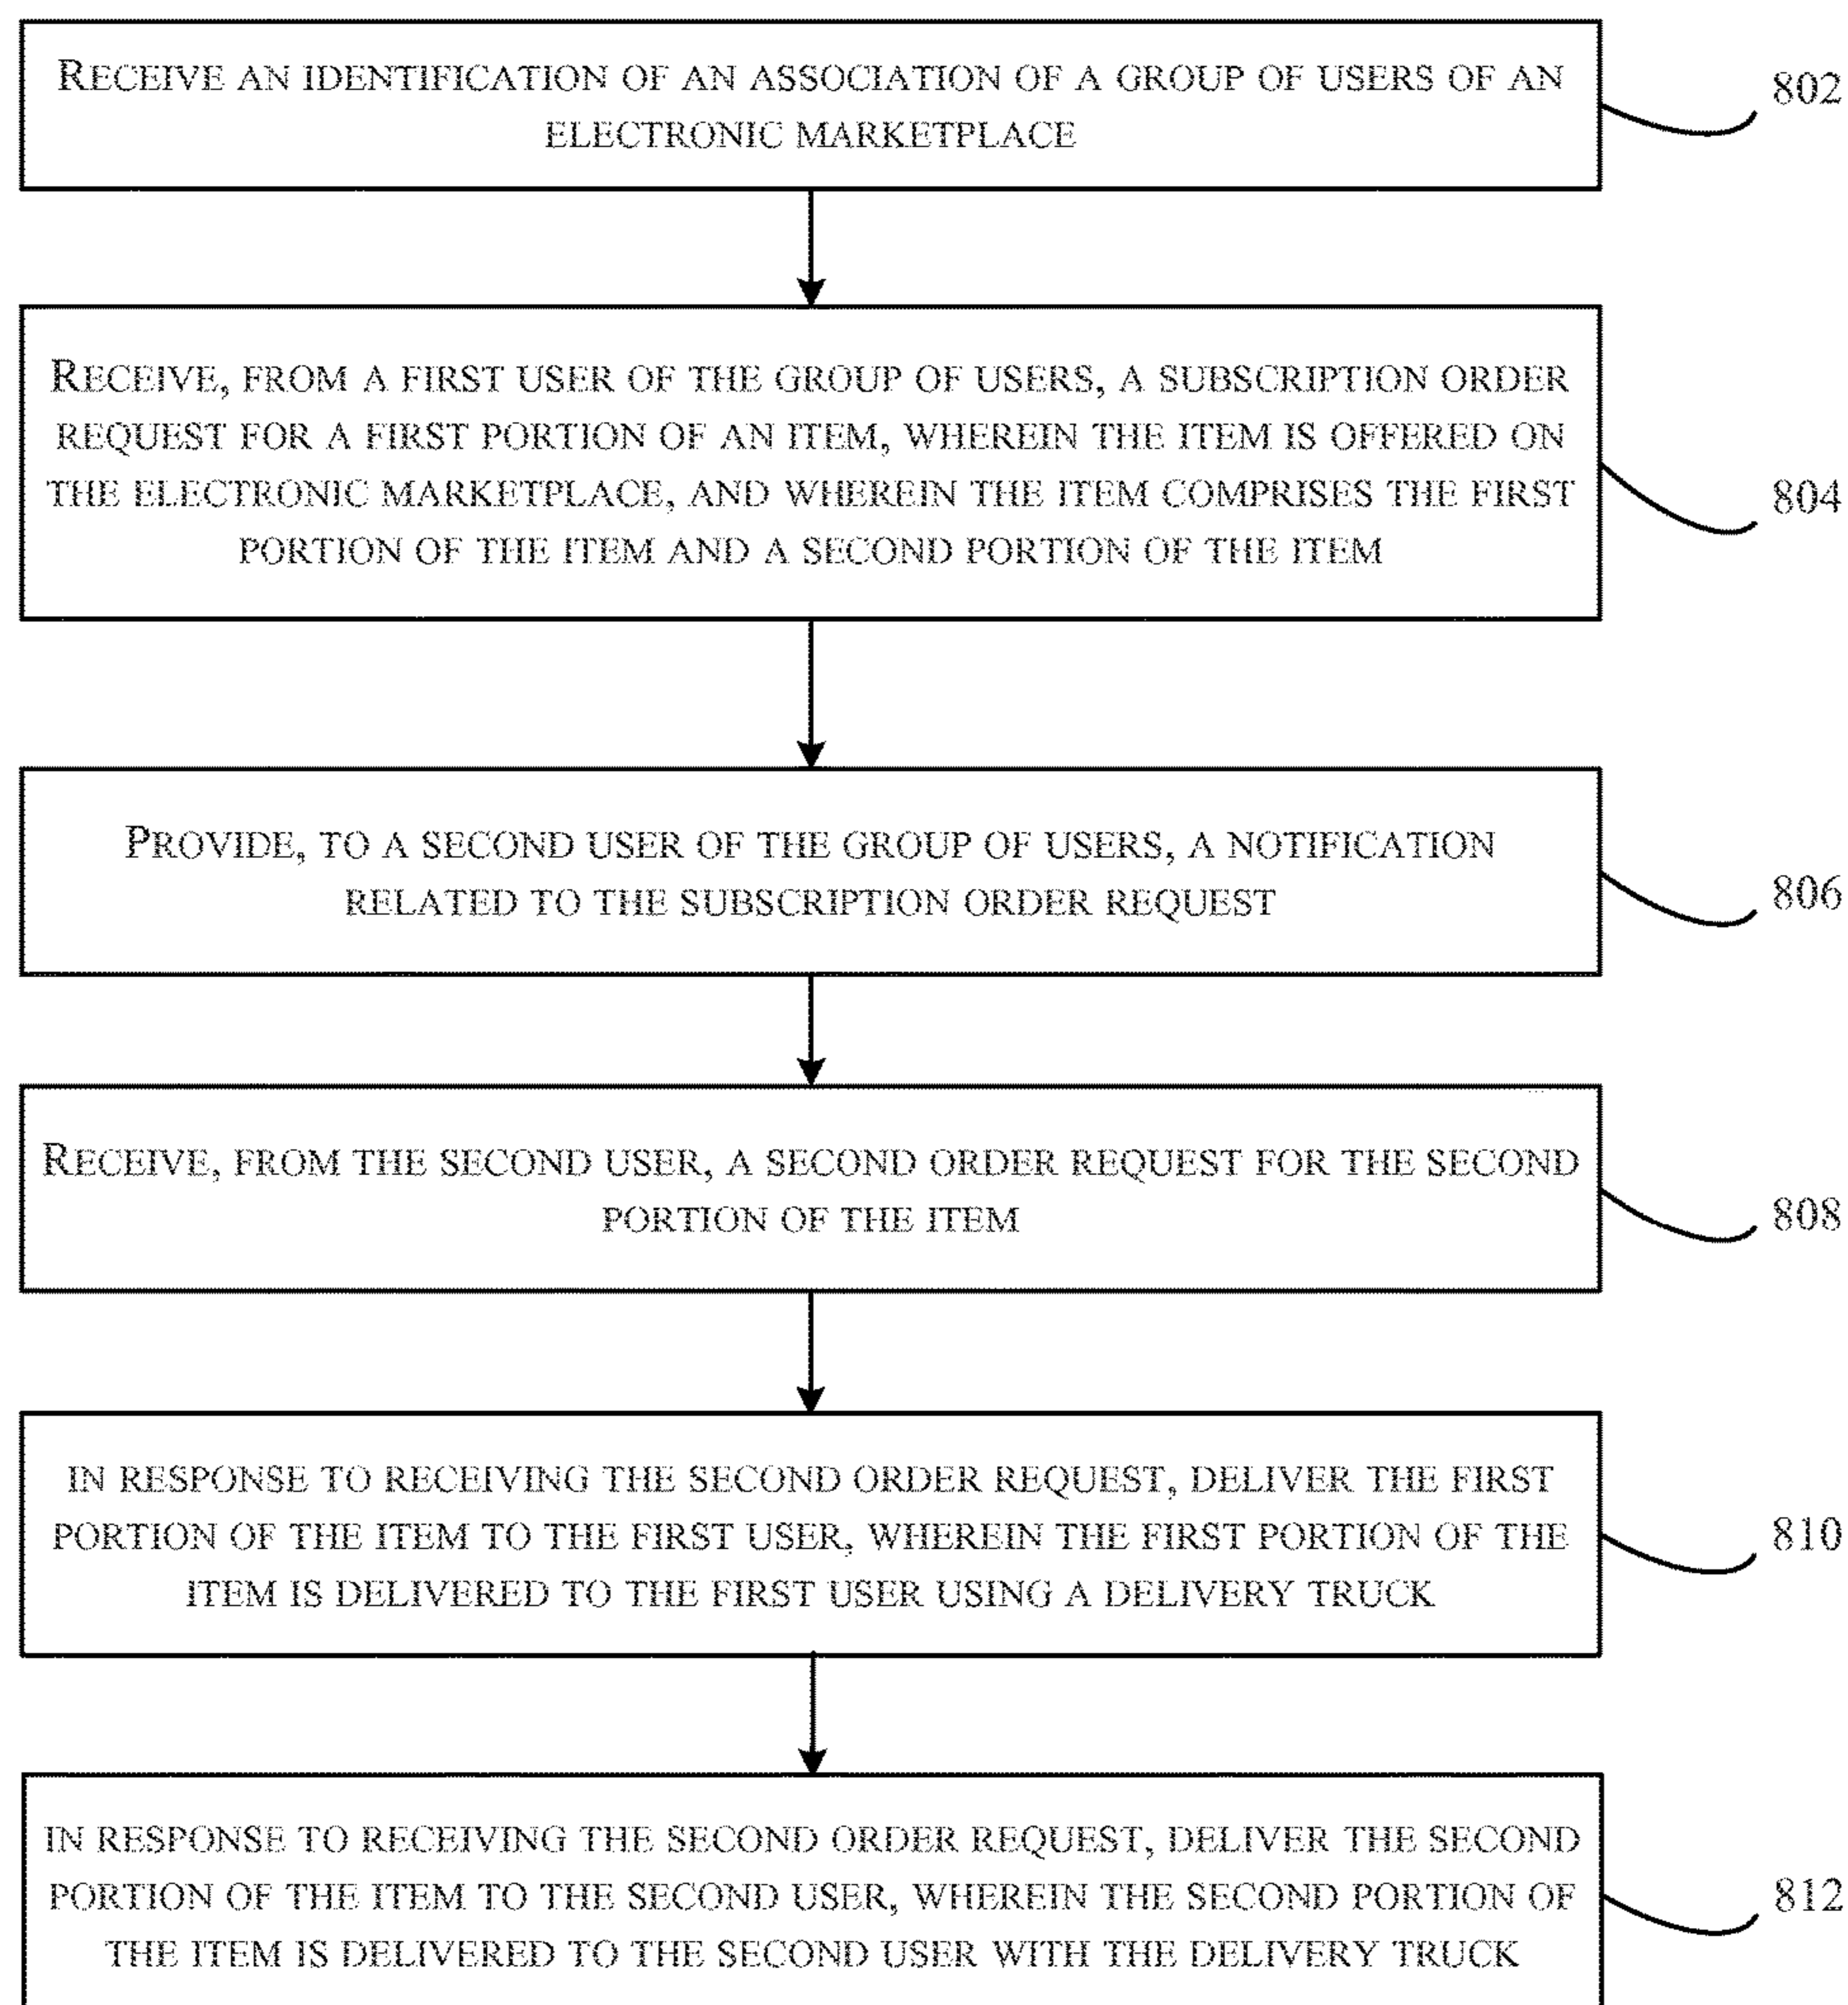 RECEIVE AN IDENTIFICATION OF AN ASSOCIATION OF A GROUP OF USERS OF AN
ELECTRONIC MARKETPLACE
802
RECEIVE, FROM A FIRST USER OF THE GROUP OF USERS, A SUBSCRIPTION ORDER
REQUEST FOR A FIRST PORTION OF AN ITEM, WHEREIN THE ITEM IS OFFERED ON
THE ELECTRONIC MARKETPLACE, AND WHEREIN THE ITEM COMPRISES THE FIRST
PORTION OF THE ITEM AND A SECOND PORTION OF THE ITEM
804
PROVIDE, TO A SECOND USER OF THE GROUP OF USERS, A NOTIFICATION
RELATED TO THE SUBSCRIPTION ORDER REQUEST
806
RECEIVE, FROM THE SECOND USER, A SECOND ORDER REQUEST FOR THE SECOND
PORTION OF THE ITEM
808
IN RESPONSE TO RECEIVING THE SECOND ORDER REQUEST, DELIVER THE FIRST
PORTION OF THE ITEM TO THE FIRST USER, WHEREIN THE FIRST PORTION OF THE
ITEM IS DELIVERED TO THE FIRST USER USING A DELIVERY TRUCK
810
IN RESPONSE TO RECEIVING THE SECOND ORDER REQUEST, DELIVER THE SECOND
PORTION OF THE ITEM TO THE SECOND USER, WHEREIN THE SECOND PORTION OF
THE ITEM IS DELIVERED TO THE SECOND USER WITH THE DELIVERY TRUCK
812